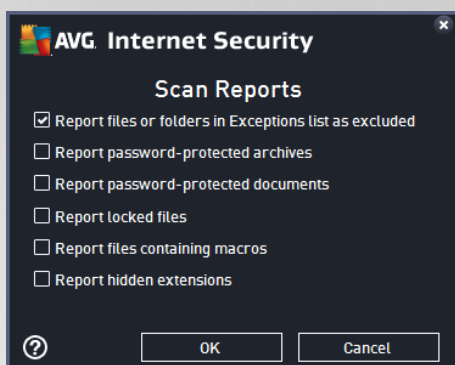 AVG. Internet Security
Scan Reports
Report files or folders in Exceptions list as excluded
Report password-protected archives
Report password-protected documents
Report locked files
Report files containing macros
Report hidden extensions
OK
Cancel